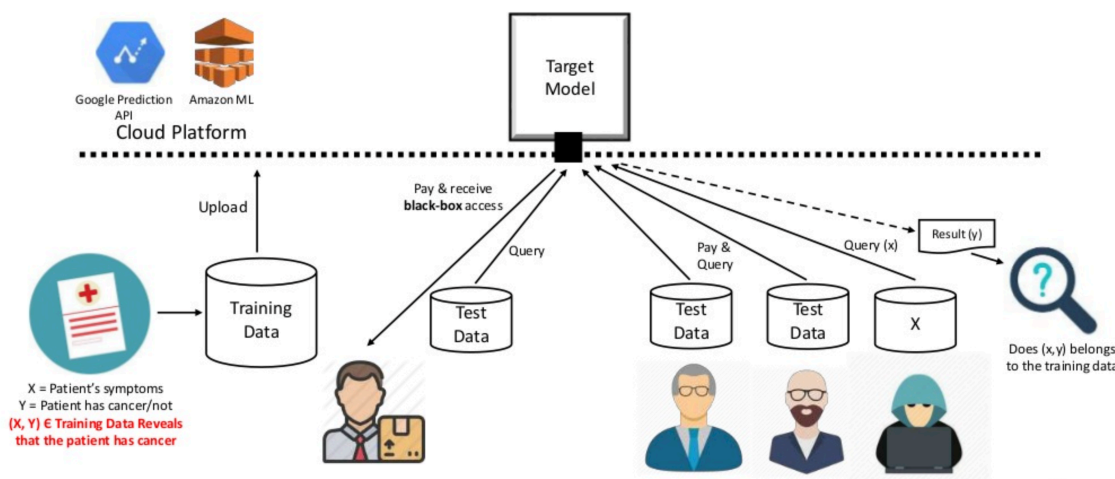 Google Prediction
API
Amazon ML
Cloud Platform
Target
Model
Upload
Pay & receive
black-box access
Query
Pay &
Query
Query (x)
Result (y)
Training
Data
Test
Data
Test
Data
Test
Data
X
?
Does (x,y) belongs
to the training data
X = Patient's symptoms
Y = Patient has cancer/not
(X, Y) € Training Data Reveals
that the patient has cancer